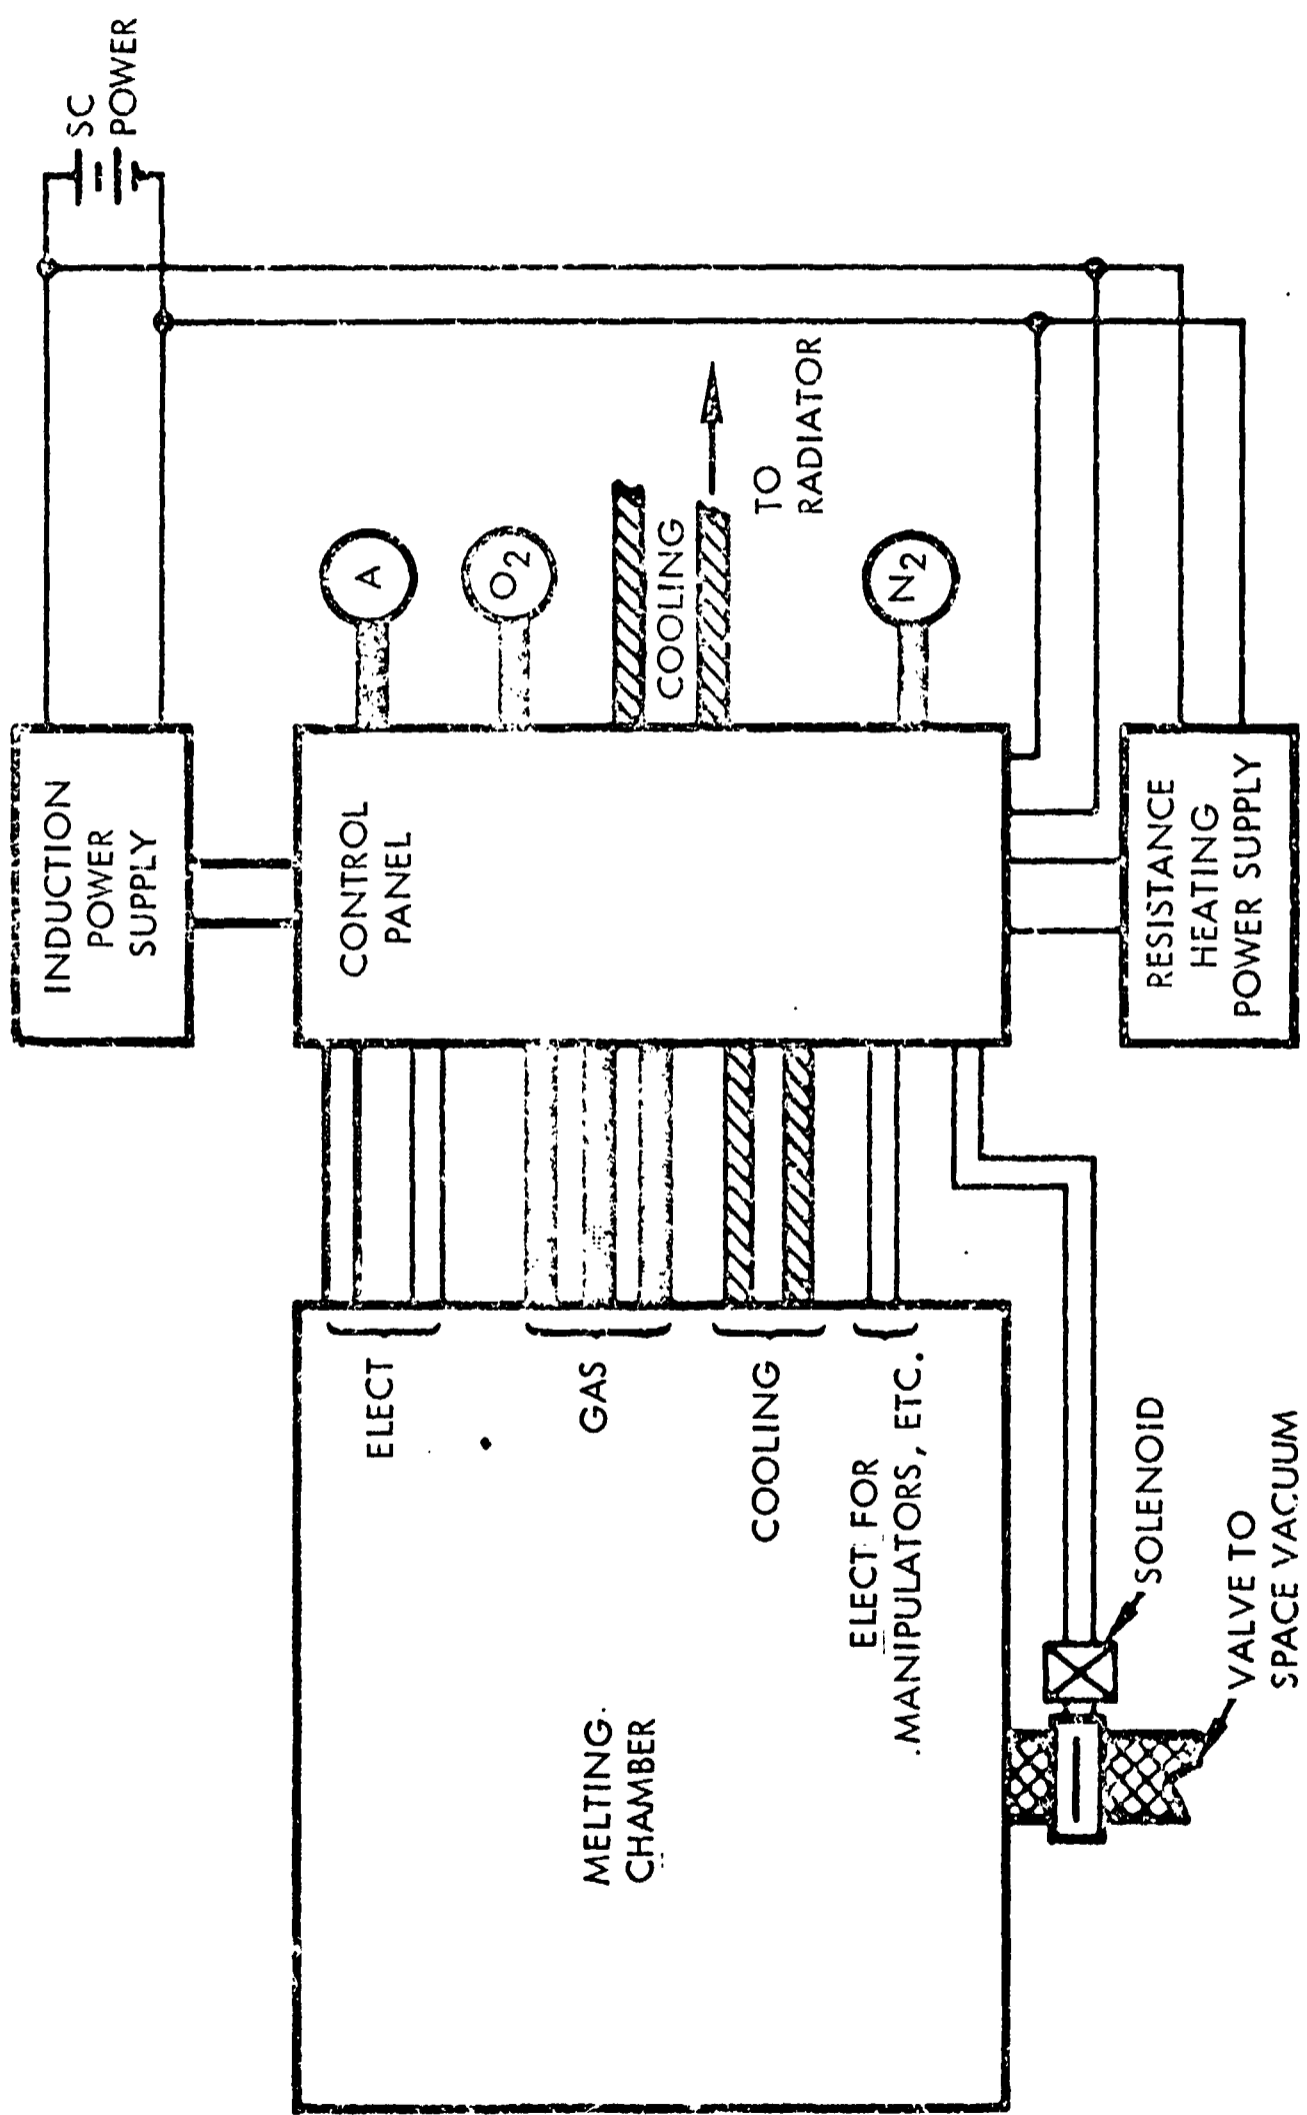 INDUCTION
POWER
SUPPLY
SC
POWER
CONTROL
PANEL
A
O2
COOLING
TO
RADIATOR
N2
RESISTANCE
HEATING
POWER SUPPLY
ELECT
GAS
COOLING
ELECT FOR
MANIPULATORS, ETC.
MELTING
CHAMBER
SOLENOID
VALVE TO
SPACE VACUUM